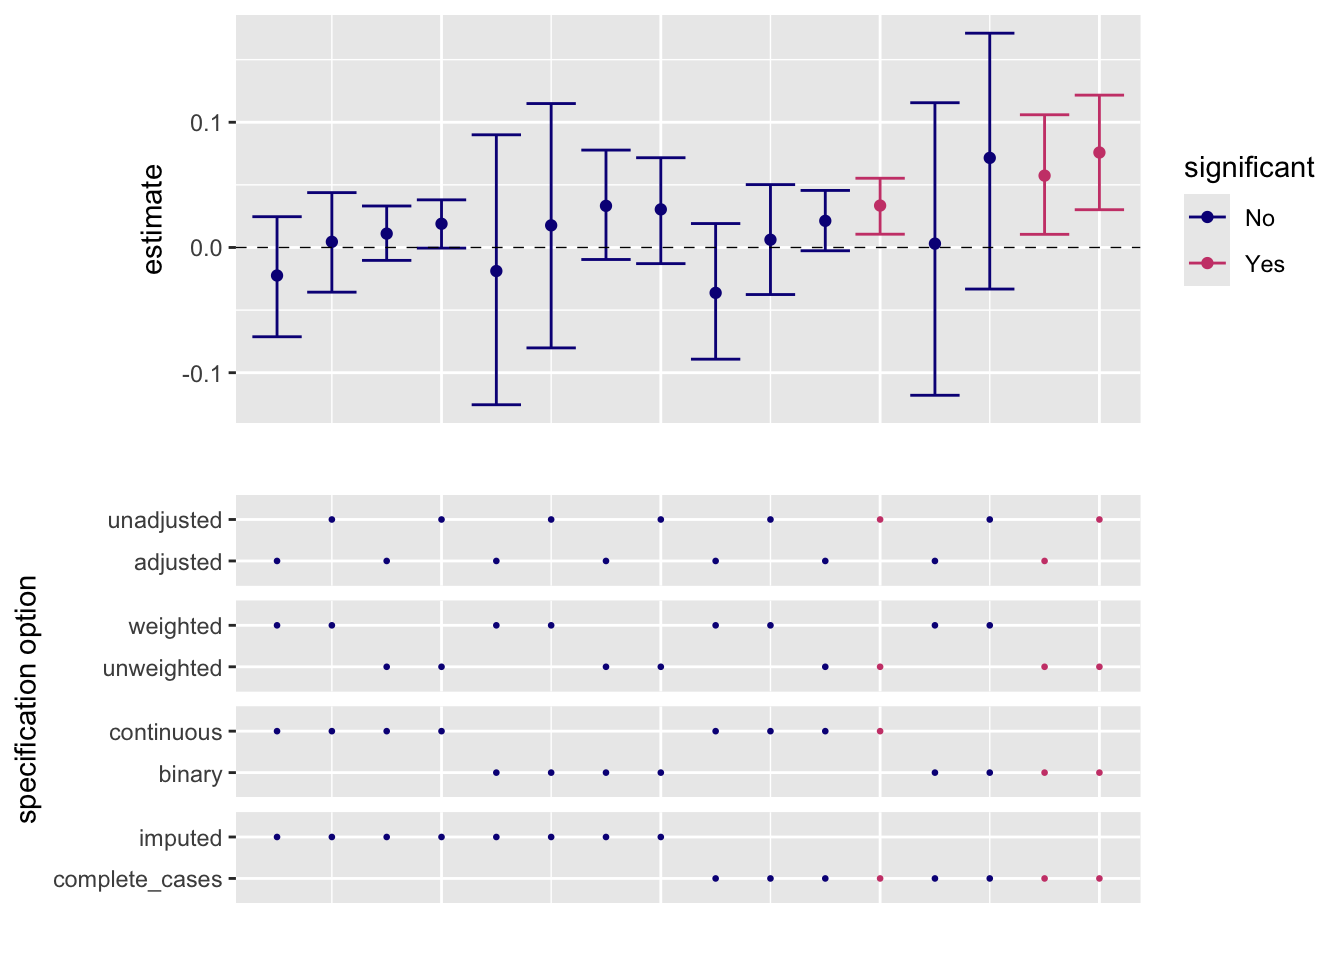 estimate
0.1
0.0
-0.1
significant
No
Yes
specification option
unadjusted
adjusted
weighted
unweighted
continuous
binary
imputed
complete_cases